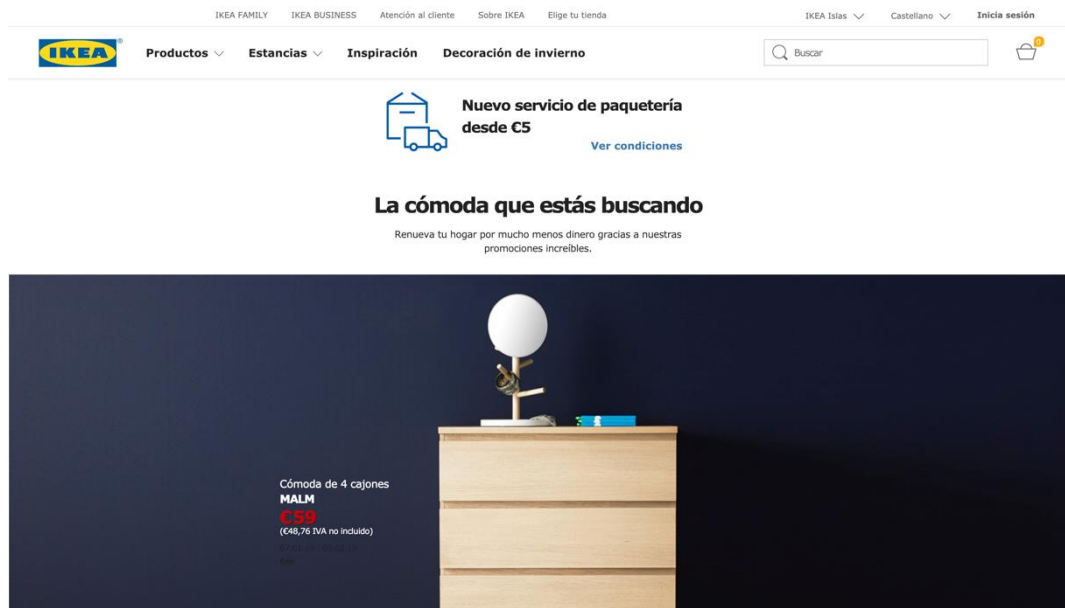 IKEA FAMILY IKEA BUSINESS Atención al cliente Sobre IKEA Elige tu tienda IKEA Islas Castellano Inicia sesión
IKEA ® Productos Estancias Inspiración Decoración de invierno Buscar 0
Nuevo servicio de paquetería
desde €5
Ver condiciones
La cómoda que estás buscando
Renueva tu hogar por mucho menos dinero gracias a nuestras
promociones increíbles.
Cómoda de 4 cajones
MALM
€59
(€48,76 IVA no incluido)